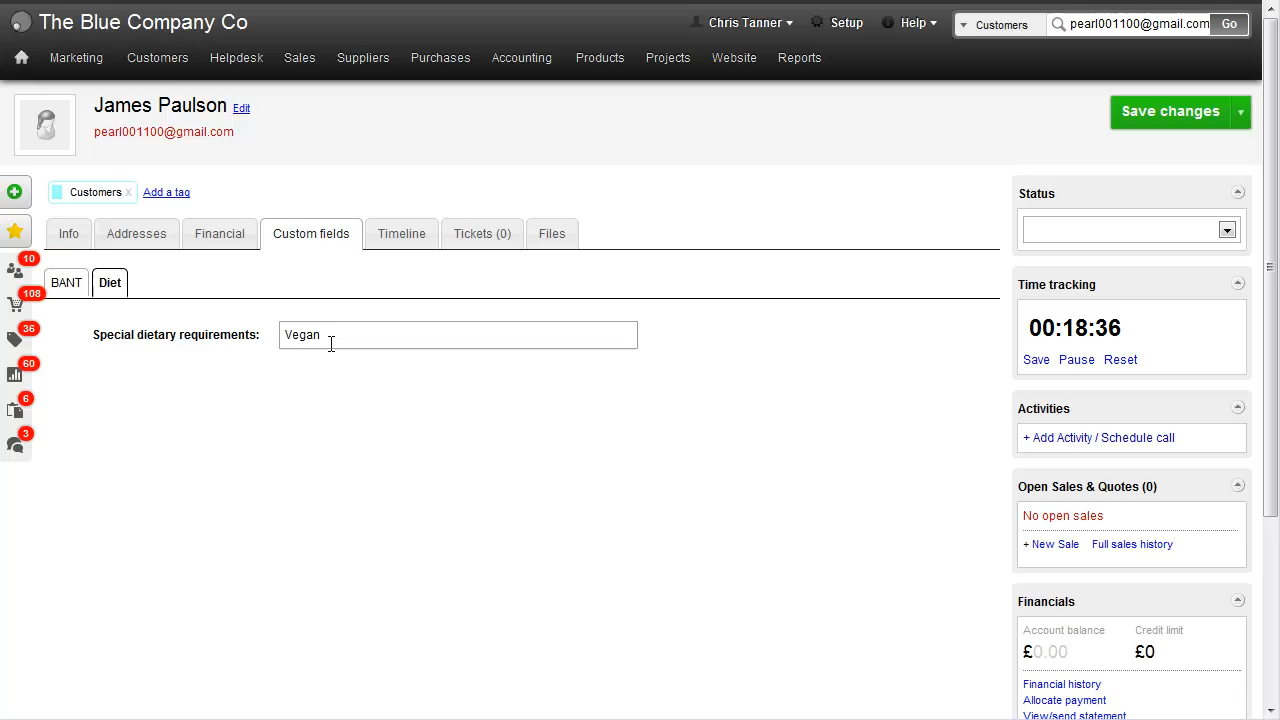 The Blue Company Co
Chris Tanner
Setup
Help
Customers
pearl001100@gmail.com
Go
Marketing
Customers
Helpdesk
Sales
Suppliers
Purchases
Accounting
Products
Projects
Website
Reports
James Paulson Edit
pearl001100@gmail.com
Save changes
Customers x
Add a tag
Info
Addresses
Financial
Custom fields
Timeline
Tickets (0)
Files
BANT
Diet
Special dietary requirements:
Vegan
10
108
36
60
6
3
Status
Time tracking
00:18:36
Save Pause Reset
Activities
+ Add Activity / Schedule call
Open Sales & Quotes (0)
No open sales
+ New Sale Full sales history
Financials
Account balance Credit limit
£0.00 £0
Financial history
Allocate payment
View/send statement